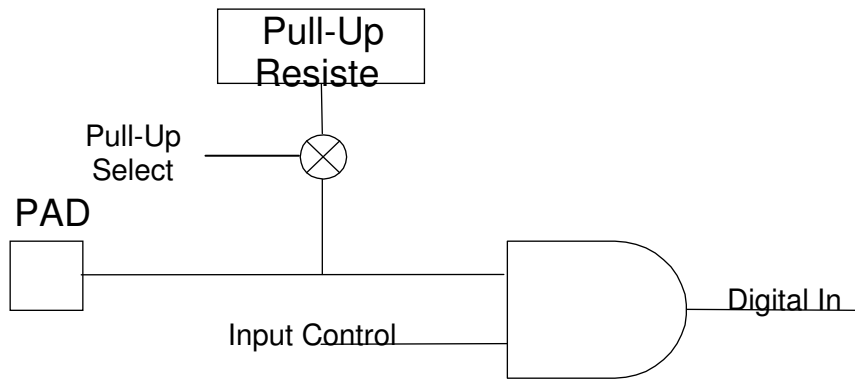 Pull-Up
Resiste
Pull-Up
Select
PAD
Digital In
Input Control